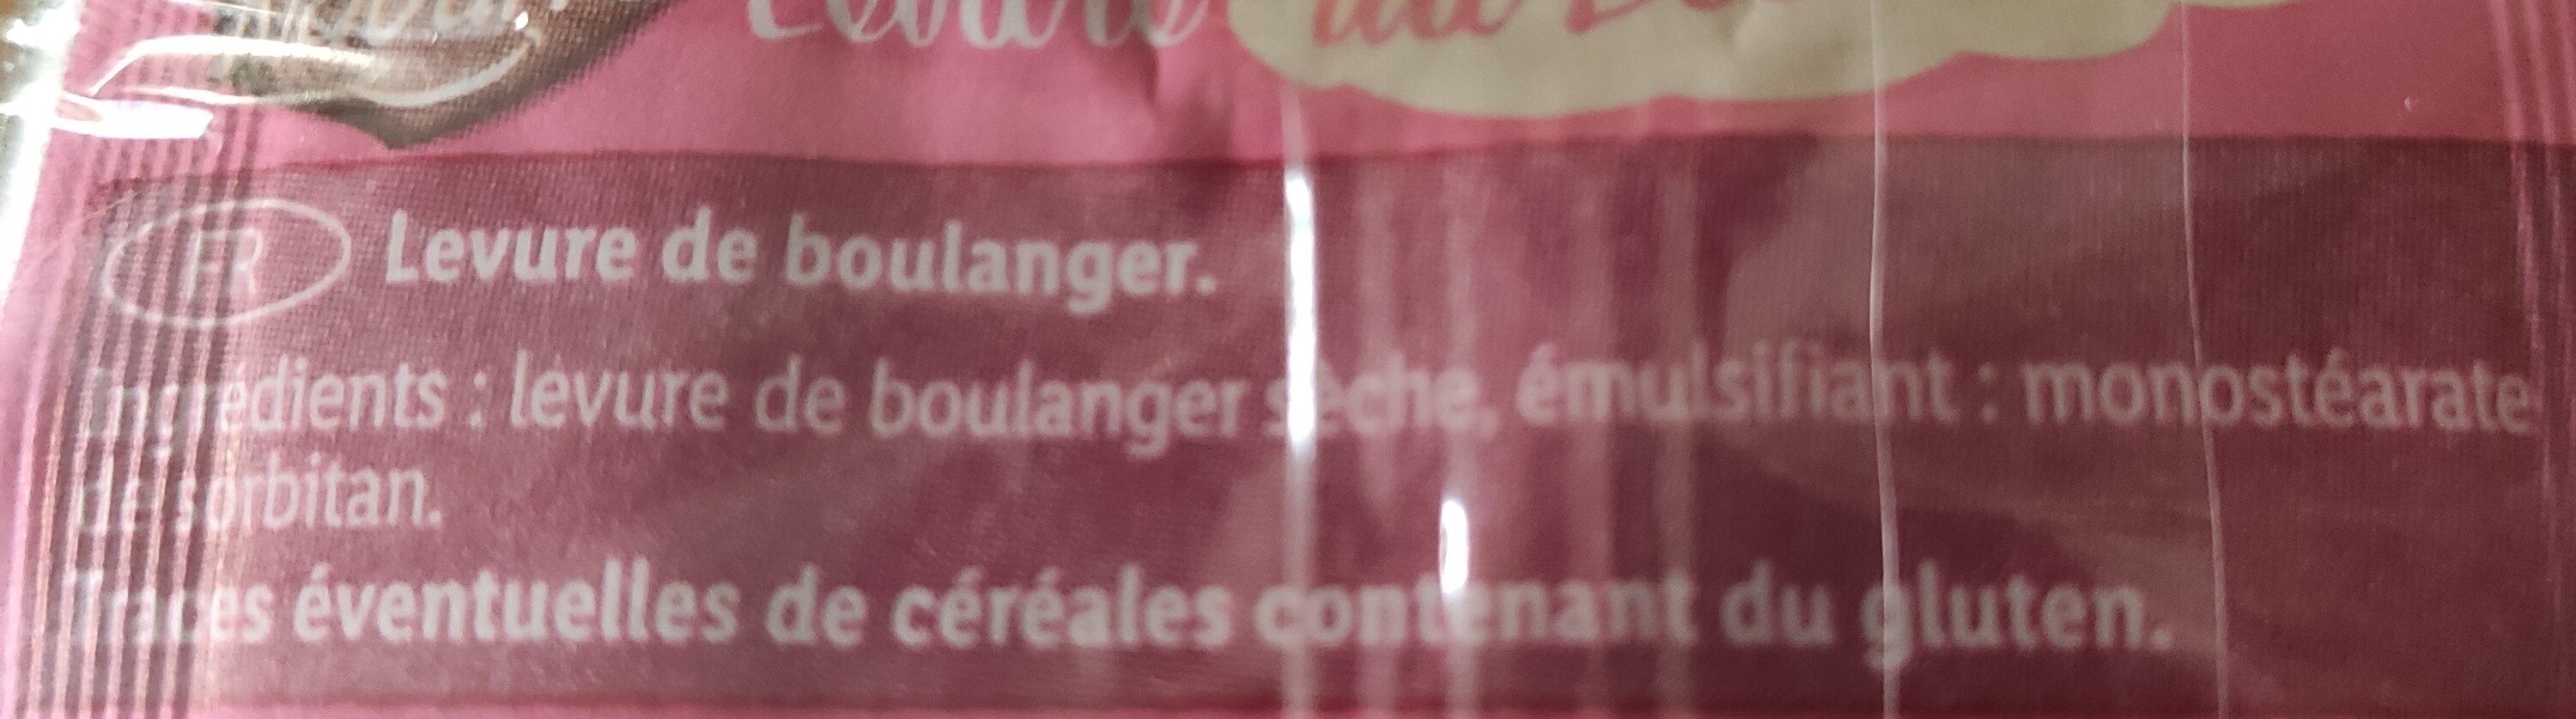 FR Levure de boulanger.
Ingrédients : levure de boulanger sèche, émulsifiant : monostéarate
de sorbitan.
Traces éventuelles de céréales contenant du gluten.